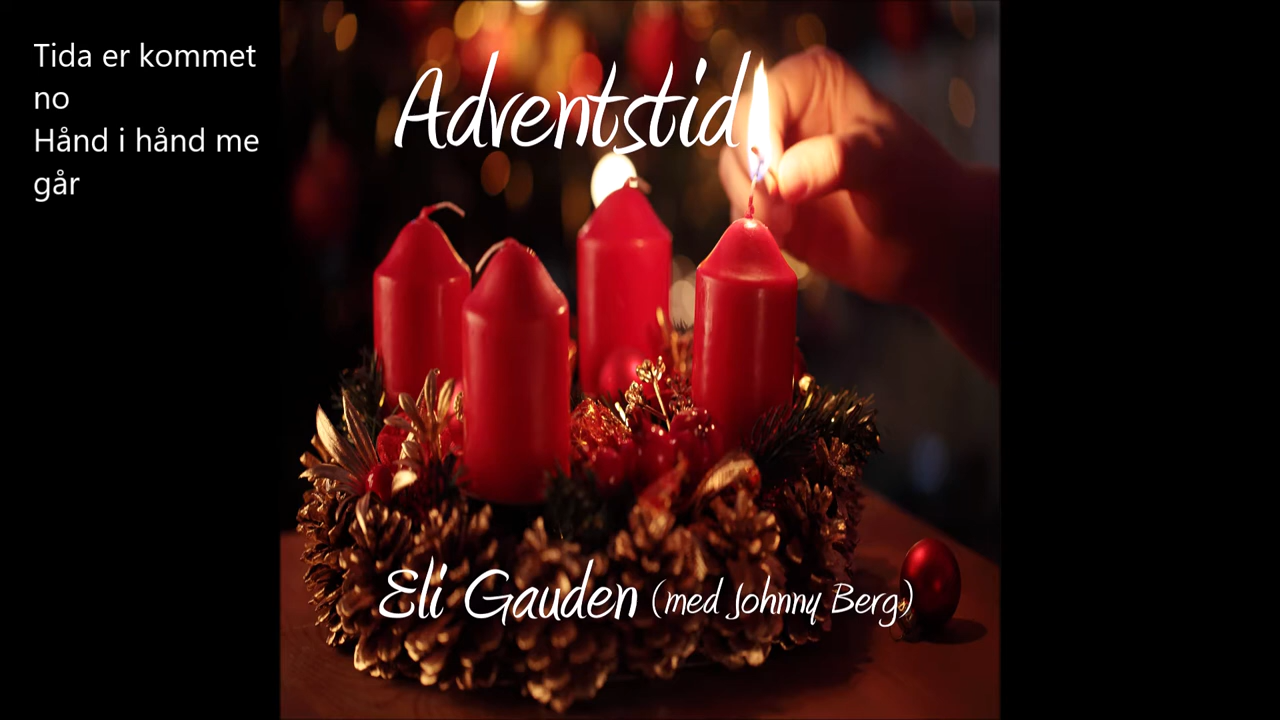 Tida er kommet
no
Hånd i hånd me
går
Adventstid
Eli Gauden (med Johnny Berg)